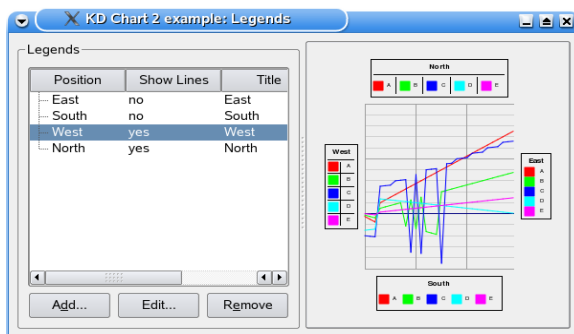 KD Chart 2 example: Legends
Legends
Position Show Lines Title
East no East
South no South
West yes West
North yes North
Add... Edit... Remove
North
A B C D E
West
A
B
C
D
E
East
A
B
C
D
E
South
A B C D E